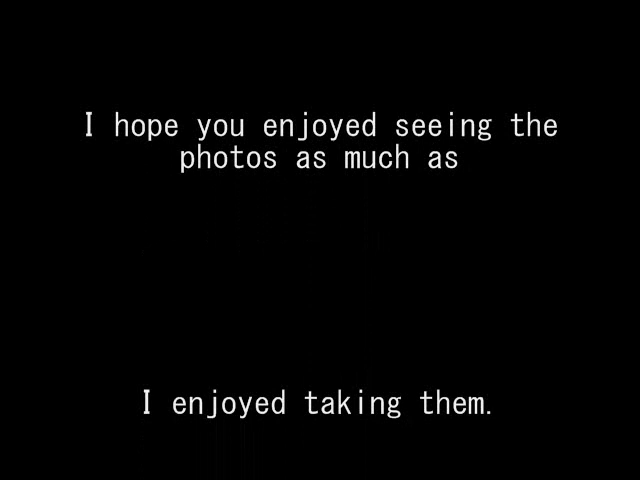 I hope you enjoyed seeing the
photos as much as
I enjoyed taking them.